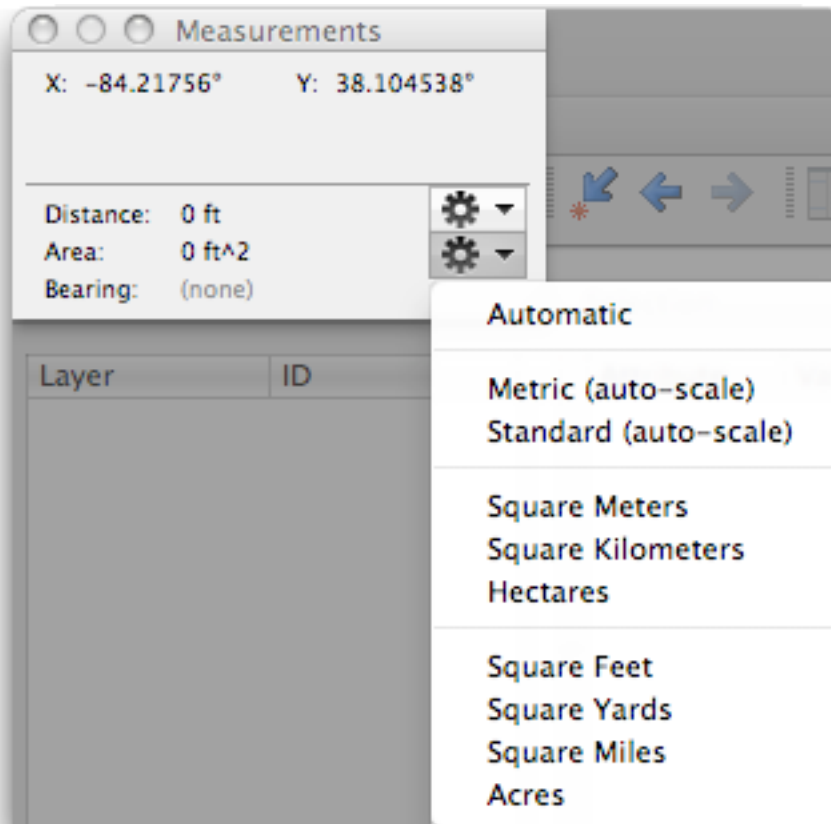 Measurements
X: -84.21756° Y: 38.104538°
Distance: 0 ft
Area: 0 ft^2
Bearing: (none)
Layer ID
Automatic
Metric (auto-scale)
Standard (auto-scale)
Square Meters
Square Kilometers
Hectares
Square Feet
Square Yards
Square Miles
Acres